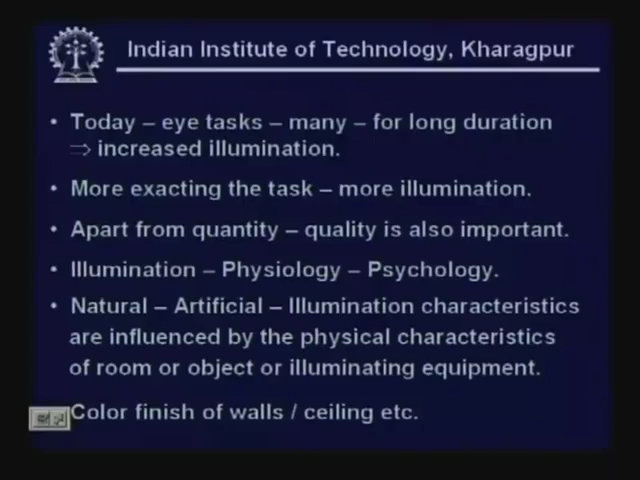 Indian Institute of Technology, Kharagpur
• Today – eye tasks – many – for long duration
⇒ increased illumination.
• More exacting the task – more illumination.
• Apart from quantity – quality is also important.
• Illumination – Physiology – Psychology.
• Natural – Artificial – Illumination characteristics
are influenced by the physical characteristics
of room or object or illuminating equipment.
Color finish of walls / ceiling etc.